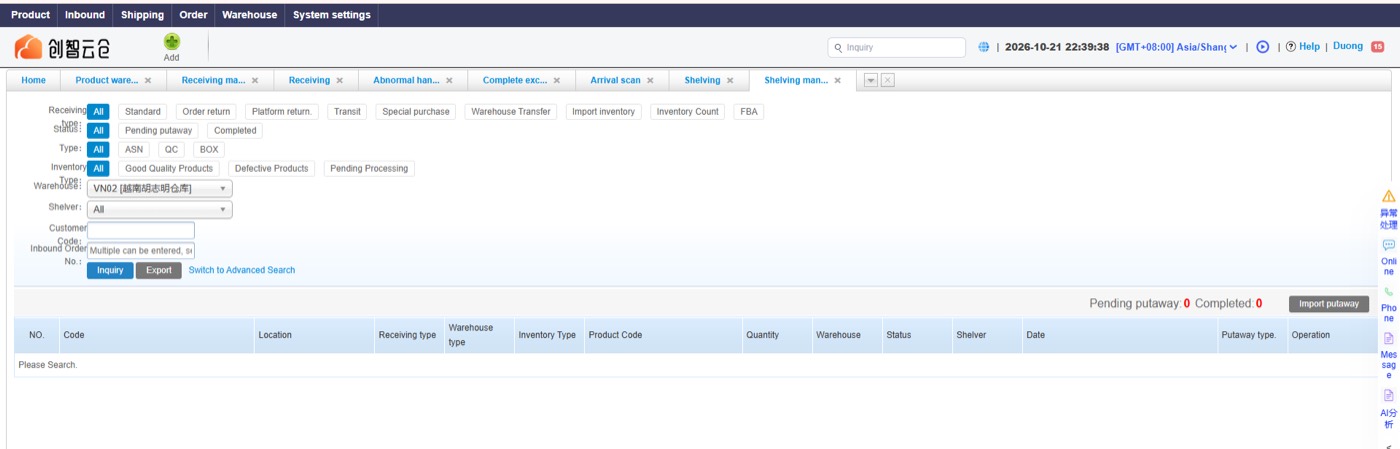 Product Inbound Shipping Order Warehouse System settings
创智云仓 Add Inquiry | 2026-10-21 22:39:38 [GMT+08:00] Asia/Shang | | Help | Duong 15
Home Product ware... Receiving ma... Receiving Abnormal han... Complete exc... Arrival scan Shelving Shelving man...
Receiving type: All Standard Order return Platform return. Transit Special purchase Warehouse Transfer Import inventory Inventory Count FBA
Status: All Pending putaway Completed
Type: All ASN QC BOX
Inventory Type: All Good Quality Products Defective Products Pending Processing
Warehouse: VN02 [越南胡志明仓库]
Shelver: All
Customer Code:
Inbound Order No.: Multiple can be entered, se
Inquiry Export Switch to Advanced Search
Pending putaway: 0 Completed: 0 Import putaway
NO. Code Location Receiving type Warehouse type Inventory Type Product Code Quantity Warehouse Status Shelver Date Putaway type. Operation
Please Search.
异常
处理
Onli
ne
Pho
ne
Mes
sag
e
AI分
析